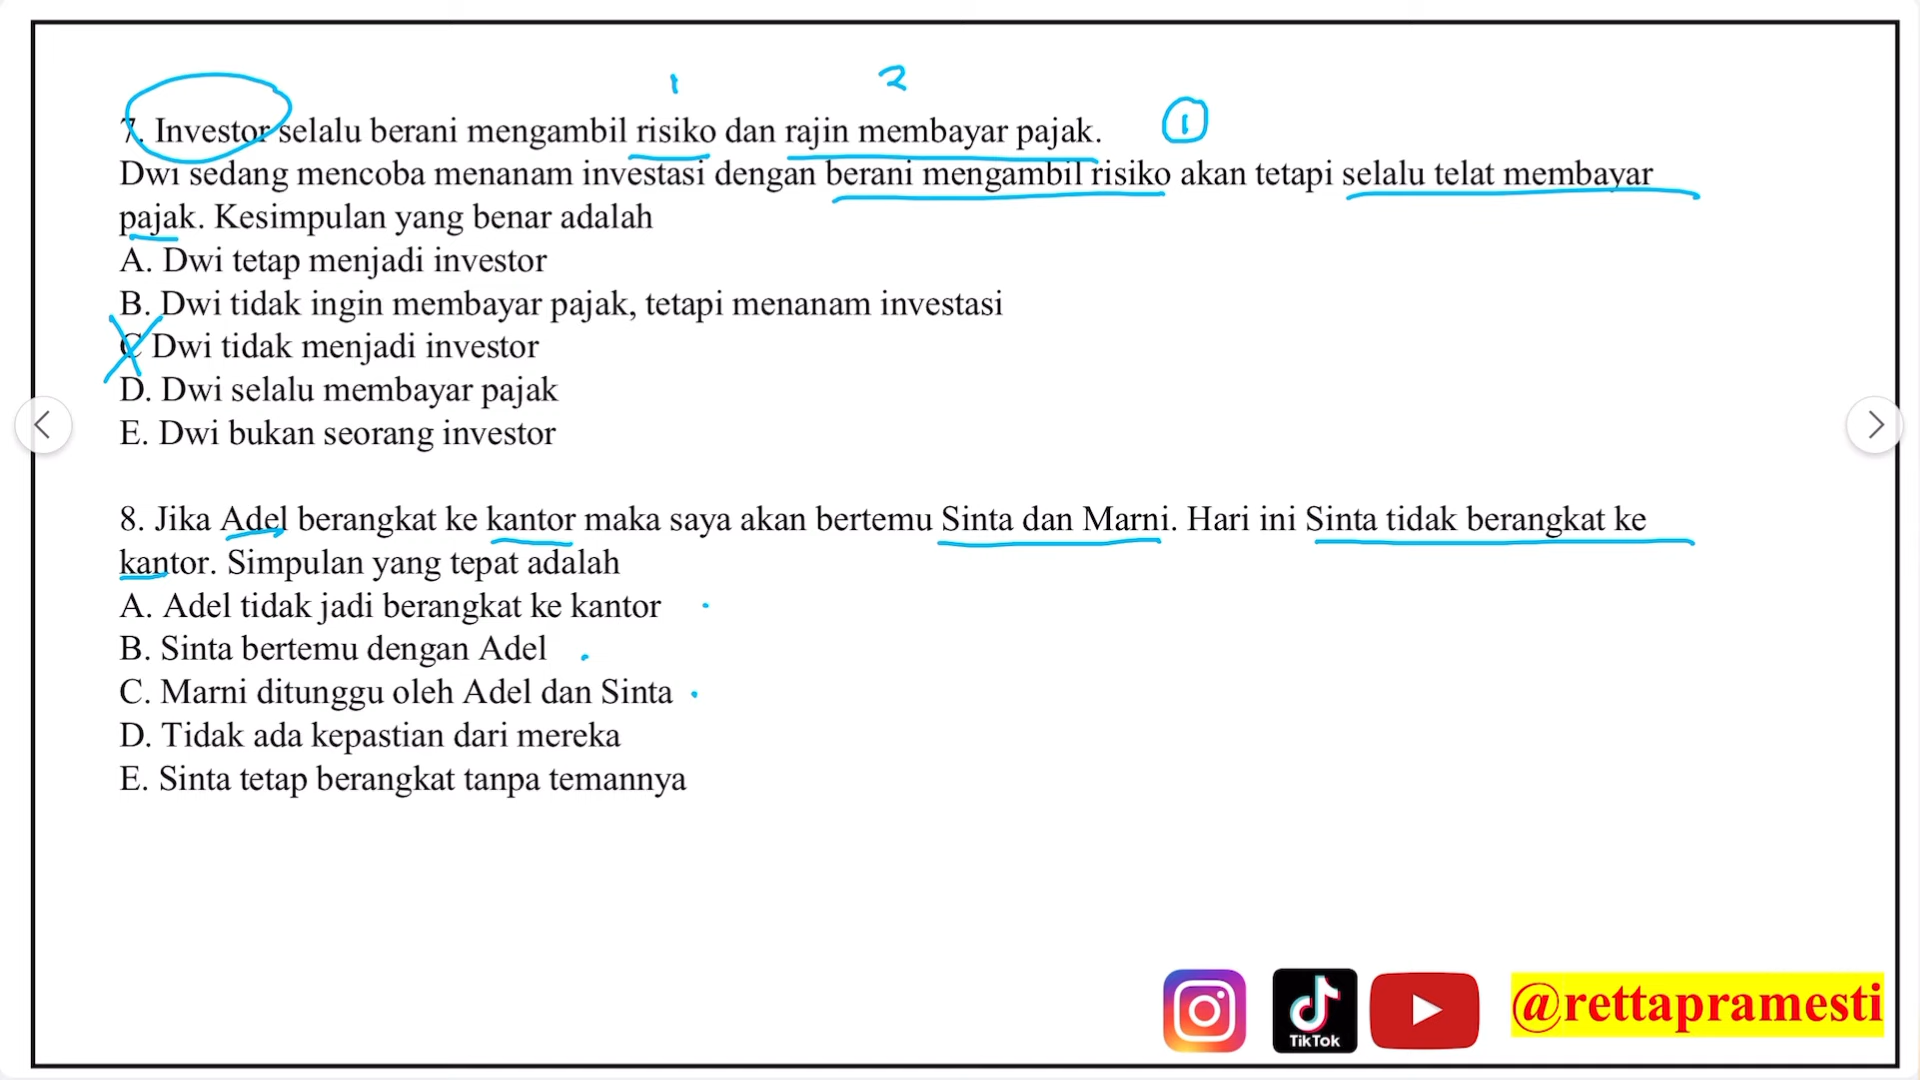 1 2
7. Investor selalu berani mengambil risiko dan rajin membayar pajak. 1
Dwi sedang mencoba menanam investasi dengan berani mengambil risiko akan tetapi selalu telat membayar
pajak. Kesimpulan yang benar adalah
A. Dwi tetap menjadi investor
B. Dwi tidak ingin membayar pajak, tetapi menanam investasi
C Dwi tidak menjadi investor
D. Dwi selalu membayar pajak
E. Dwi bukan seorang investor
8. Jika Adel berangkat ke kantor maka saya akan bertemu Sinta dan Marni. Hari ini Sinta tidak berangkat ke
kantor. Simpulan yang tepat adalah
A. Adel tidak jadi berangkat ke kantor
B. Sinta bertemu dengan Adel
C. Marni ditunggu oleh Adel dan Sinta
D. Tidak ada kepastian dari mereka
E. Sinta tetap berangkat tanpa temannya
TikTok
@rettapramesti